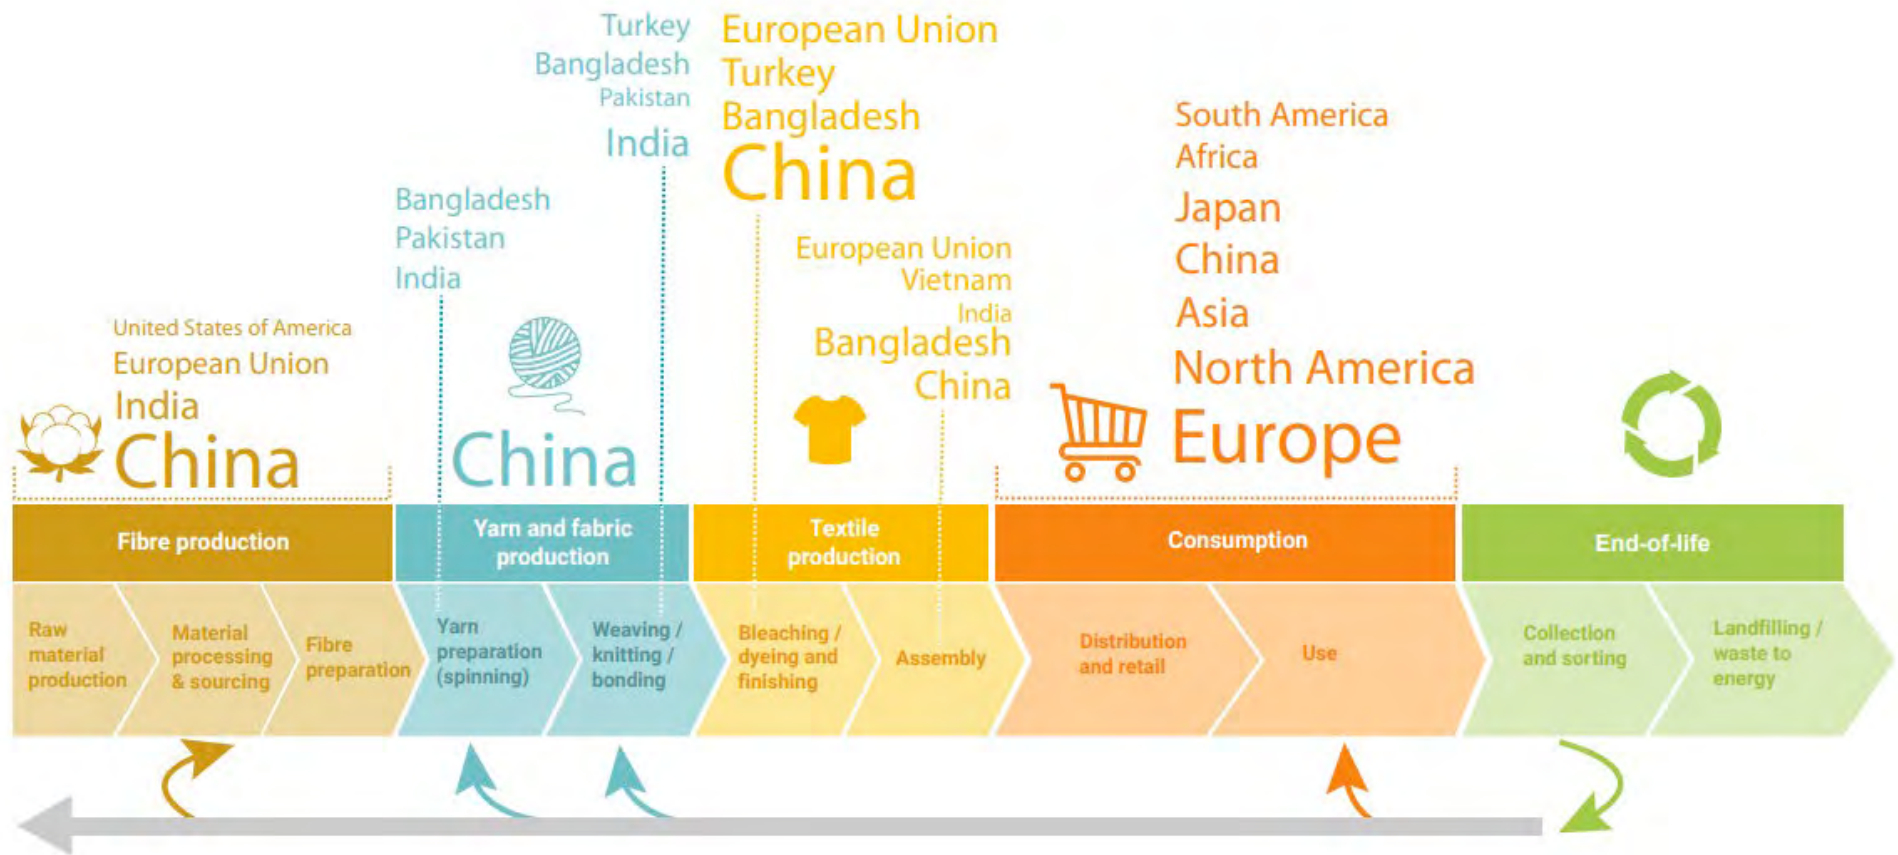 Turkey
Bangladesh
Pakistan
India
European Union
Turkey
Bangladesh
China
South America
Africa
Japan
China
Asia
North America
Europe
Bangladesh
Pakistan
India
European Union
Vietnam
India
Bangladesh
China
United States of America
European Union
India
China
China
Fibre production
Yarn and fabric
production
Textile
production
Consumption
End-of-life
Raw
material
production
Material
processing
& sourcing
Fibre
preparation
Yarn
preparation
(spinning)
Weaving /
knitting /
bonding
Bleaching /
dyeing and
finishing
Assembly
Distribution
and retail
Use
Collection
and sorting
Landfilling /
waste to
energy